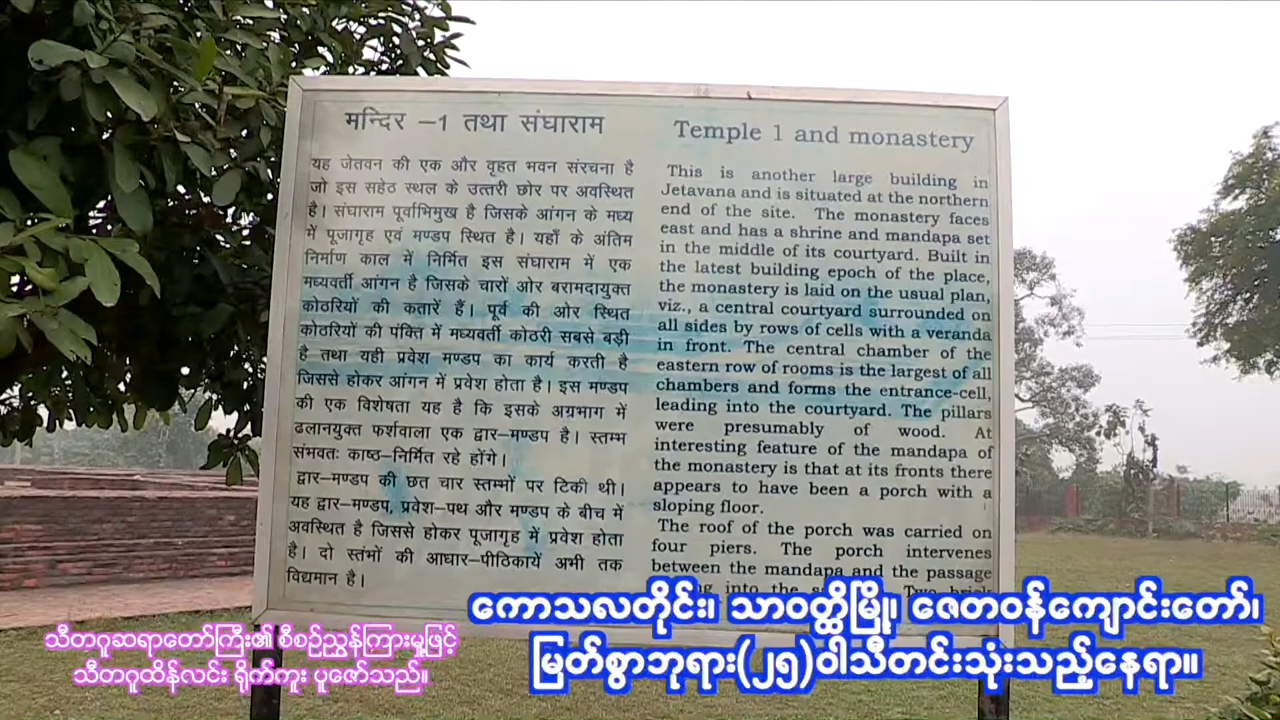 मन्दिर –1 तथा संघाराम
यह जेतवन की एक और वृहत भवन संरचना है
जो इस सहेठ स्थल के उत्तरी छोर पर अवस्थित
है। संघाराम पूर्वाभिमुख है जिसके आंगन के मध्य
में पूजागृह एवं मण्डप स्थित है। यहाँ के अंतिम
निर्माण काल में निर्मित इस संघाराम में एक
मध्यवर्ती आंगन है जिसके चारों ओर बरामदायुक्त
कोठरियों की कतारें हैं। पूर्व की ओर स्थित
कोठरियों की पंक्ति में मध्यवर्ती कोठरी सबसे बड़ी
है तथा यही प्रवेश मण्डप का कार्य करती है
जिससे होकर आंगन में प्रवेश होता है। इस मण्डप
की एक विशेषता यह है कि इसके अग्रभाग में
ढलानयुक्त फर्शवाला एक द्वार–मण्डप है। स्तम्भ
संभवतः काष्ठ–निर्मित रहे होंगे।
द्वार–मण्डप की छत चार स्तम्भों पर टिकी थी।
यह द्वार–मण्डप, प्रवेश–पथ और मण्डप के बीच में
अवस्थित है जिससे होकर पूजागृह में प्रवेश होता
है। दो स्तंभों की आधार–पीठिकायें अभी तक
विद्यमान है।
Temple 1 and monastery
This is another large building in
Jetavana and is situated at the northern
end of the site. The monastery faces
east and has a shrine and mandapa set
in the middle of its courtyard. Built in
the latest building epoch of the place,
the monastery is laid on the usual plan,
viz., a central courtyard surrounded on
all sides by rows of cells with a veranda
in front. The central chamber of the
eastern row of rooms is the largest of all
chambers and forms the entrance-cell,
leading into the courtyard. The pillars
were presumably of wood. At
interesting feature of the mandapa of
the monastery is that at its fronts there
appears to have been a porch with a
sloping floor.
The roof of the porch was carried on
four piers. The porch intervenes
between the mandapa and the passage
into the Two brick
ကောသလတိုင်း၊ သာဝတ္ထိမြို့၊ ဇေတဝန်ကျောင်းတော်၊
မြတ်စွာဘုရား(၂၅)ဝါသီတင်းသုံးသည့်နေရာ။
သီတဂူဆရာတော်ကြီး၏ စီစဉ်ညွှန်ကြားမှုဖြင့်
သီတဂူထိန်လင်း ရိုက်ကူး ပူဇော်သည်။